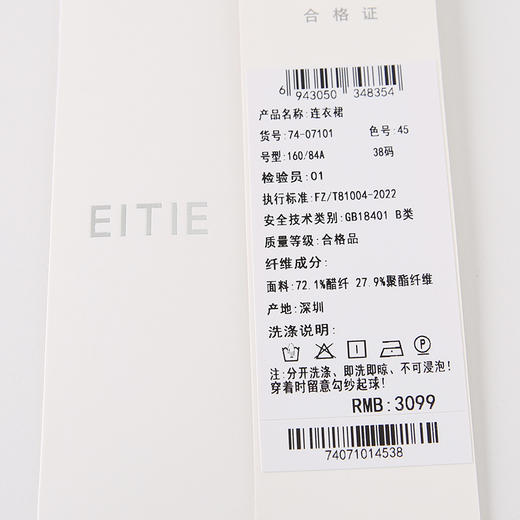 合格证
6 943050 348354
产品名称:连衣裙
货号:74-07101 色号:45
号型:160/84A 38码
检验员:01
执行标准:FZ/T81004-2022
安全技术类别:GB18401 B类
质量等级:合格品
纤维成分:
面料:72.1%醋纤 27.9%聚酯纤维
产地:深圳
洗涤说明:
P
注:分开洗涤、即洗即晾、不可浸泡!
穿着时留意勾纱起球!
RMB:3099
74071014538
EITIE